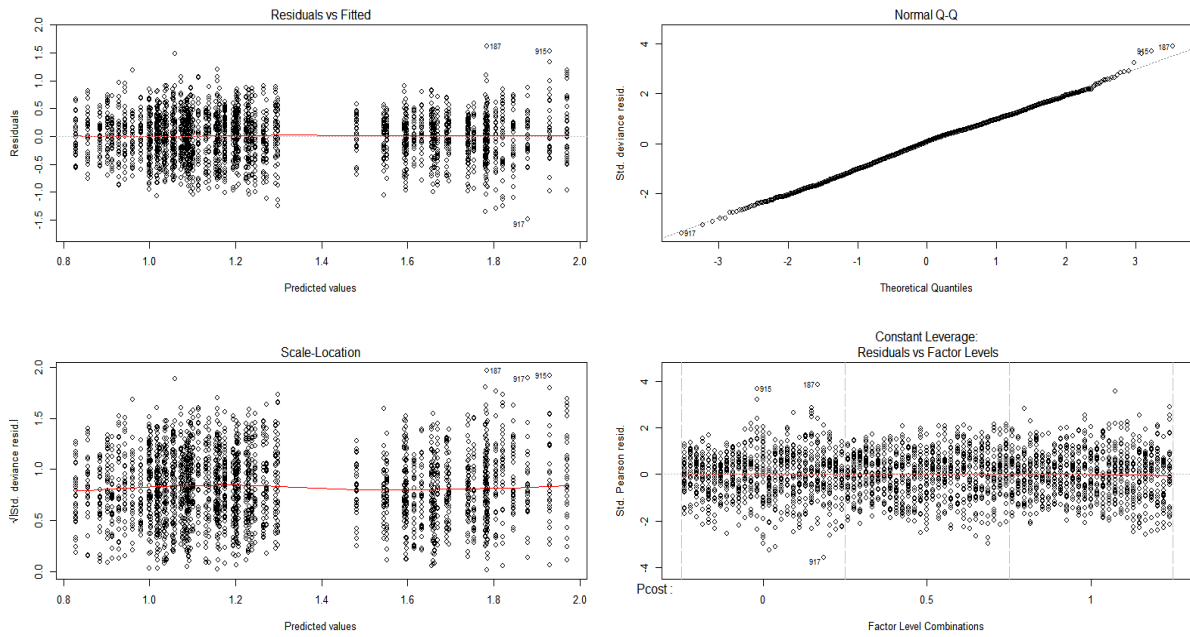 Residuals vs Fitted
Residuals
2.0
1.5
1.0
0.5
0.0
-0.5
-1.0
-1.5
187
915
917
0.8 1.0 1.2 1.4 1.6 1.8 2.0
Predicted values
Normal Q-Q
Std. deviance resid.
4
2
0
-2
915
187
917
-3 -2 -1 0 1 2 3
Theoretical Quantiles
Scale-Location
√|Std. deviance resid.|
2.0
1.5
1.0
0.5
0.0
187
917
915
0.8 1.0 1.2 1.4 1.6 1.8 2.0
Predicted values
Constant Leverage:
Residuals vs Factor Levels
Std. Pearson resid.
4
2
0
-2
-4
915
187
917
Pcost :
0 0.5 1
Factor Level Combinations